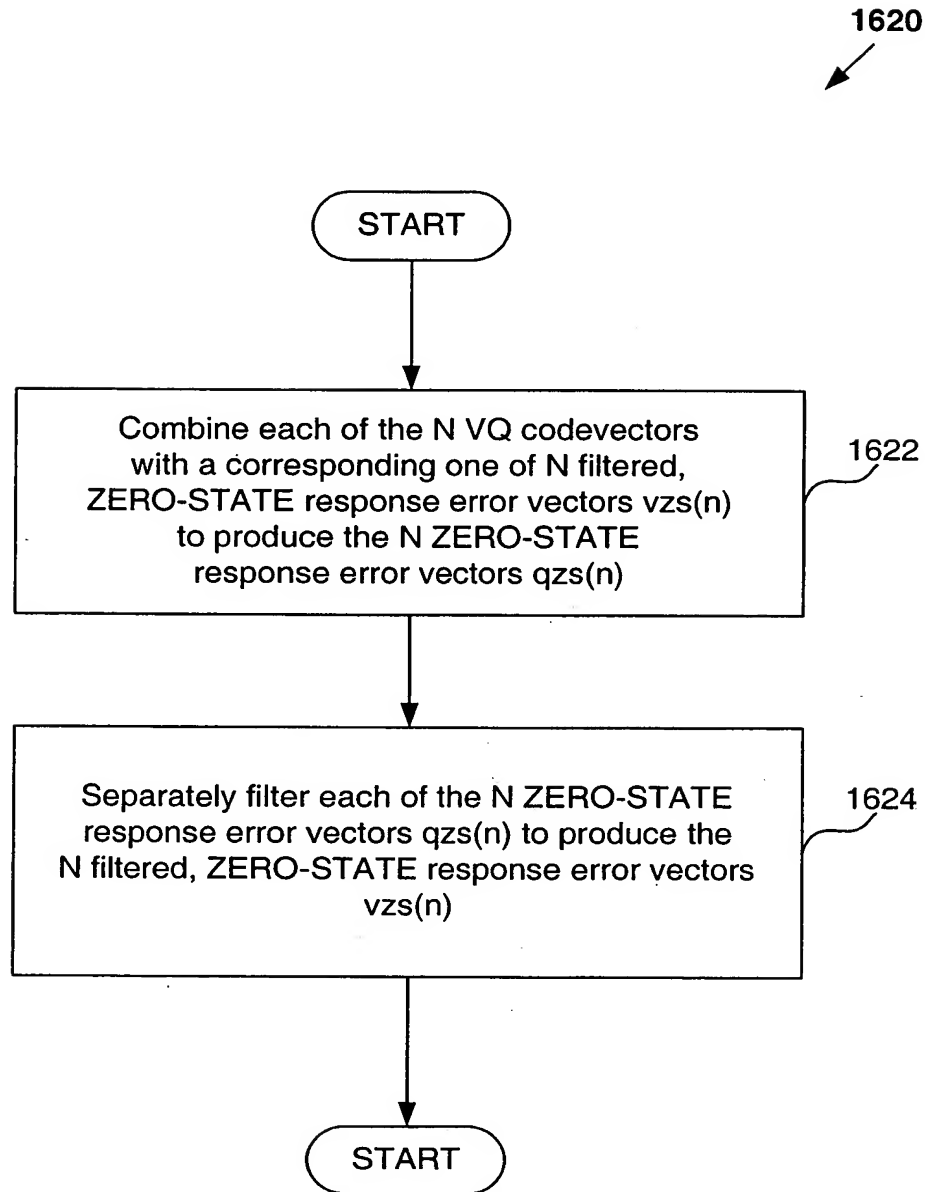 1620
START
Combine each of the N VQ codevectors
with a corresponding one of N filtered,
ZERO-STATE response error vectors vzs(n)
to produce the N ZERO-STATE
response error vectors qzs(n)
1622
Separately filter each of the N ZERO-STATE
response error vectors qzs(n) to produce the
N filtered, ZERO-STATE response error vectors
vzs(n)
1624
START